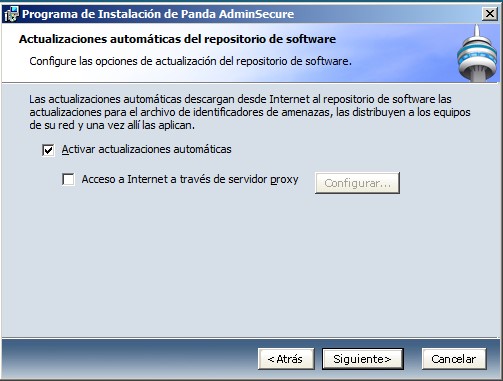 Programa de Instalación de Panda AdminSecure
Actualizaciones automáticas del repositorio de software
Configure las opciones de actualización del repositorio de software.
Las actualizaciones automáticas descargan desde Internet al repositorio de software las
actualizaciones para el archivo de identificadores de amenazas, las distribuyen a los equipos
de su red y una vez allí las aplican.
Activar actualizaciones automáticas
Acceso a Internet a través de servidor proxy
Configurar...
<Atrás
Siguiente>
Cancelar